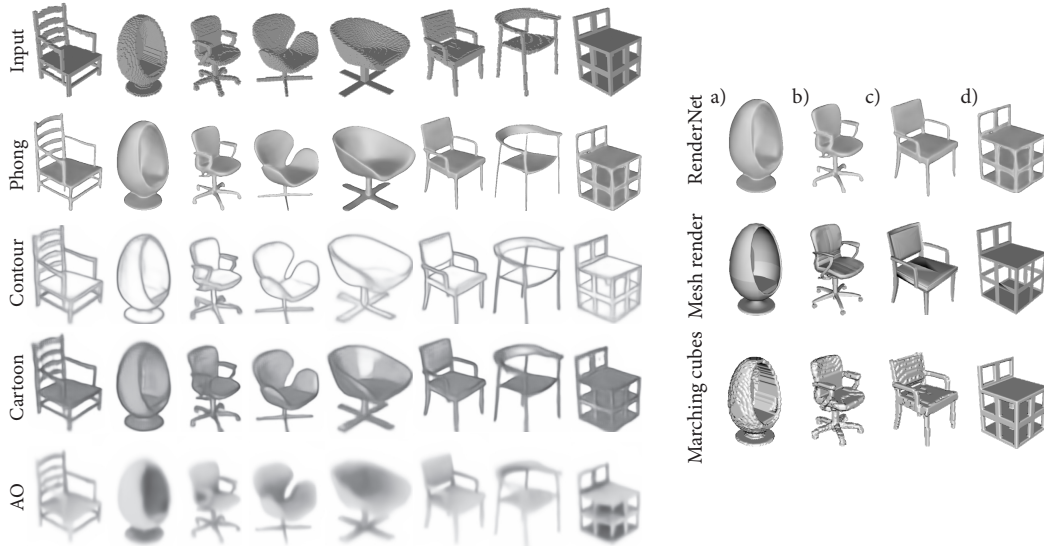 Input
Phong
Contour
Cartoon
AO
a) b) c) d)
RenderNet
Mesh render
Marching cubes